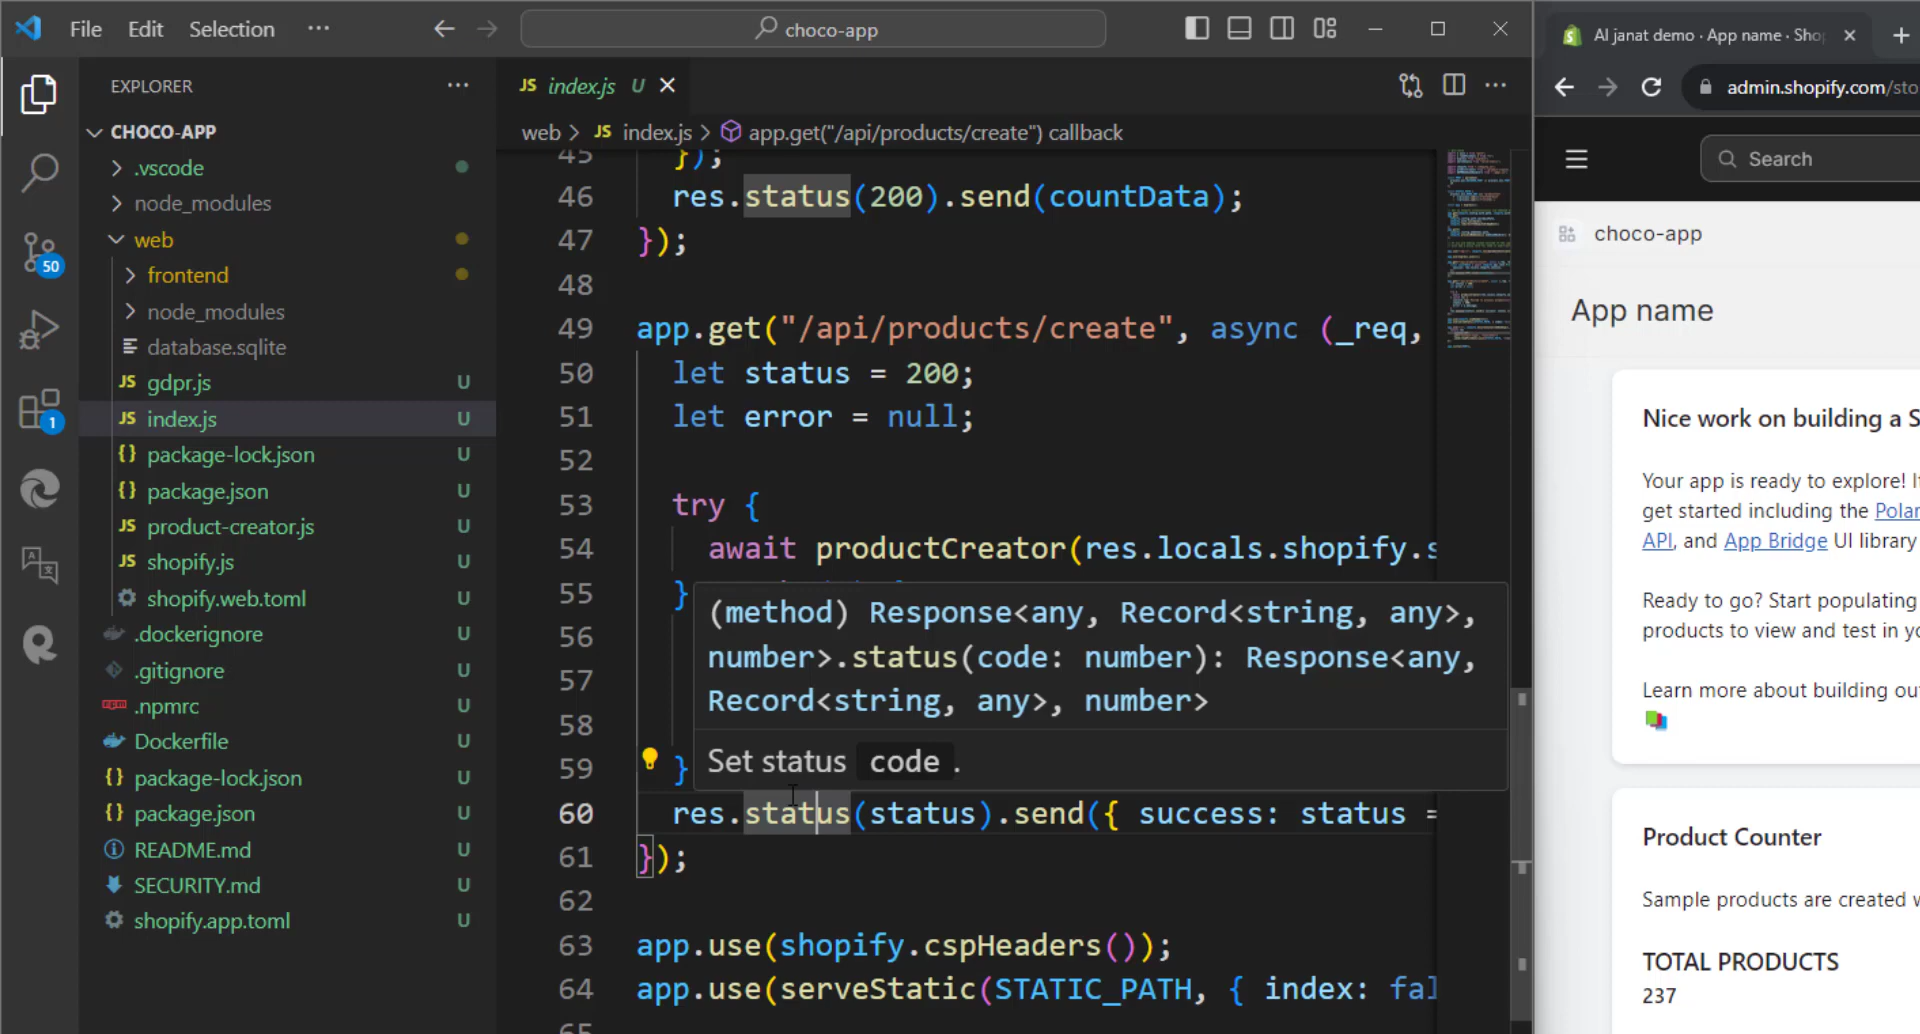 File Edit Selection ···
choco-app
EXPLORER ···
CHOCO-APP
.vscode
node_modules
web
frontend
node_modules
database.sqlite
JS gdpr.js U
JS index.js U
{} package-lock.json U
{} package.json U
JS product-creator.js U
JS shopify.js U
shopify.web.toml U
.dockerignore U
.gitignore U
.npmrc U
Dockerfile U
{} package-lock.json U
{} package.json U
README.md U
SECURITY.md U
shopify.app.toml U
50
1
JS index.js U
web > JS index.js > app.get("/api/products/create") callback
45 });
46 res.status(200).send(countData);
47 });
48
49 app.get("/api/products/create", async (_req,
50 let status = 200;
51 let error = null;
52
53 try {
54 await productCreator(res.locals.shopify.s
55 }
56
57
58
59 }
(method) Response<any, Record<string, any>,
number>.status(code: number): Response<any,
Record<string, any>, number>
Set status code .
60 res.status(status).send({ success: status =
61 });
62
63 app.use(shopify.cspHeaders());
64 app.use(serveStatic(STATIC_PATH, { index: fal
65
Al janat demo · App name · Sho
admin.shopify.com/sto
Search
choco-app
App name
Nice work on building a S
Your app is ready to explore! I
get started including the Polar
API, and App Bridge UI library
Ready to go? Start populating
products to view and test in yo
Learn more about building ou
Product Counter
Sample products are created w
TOTAL PRODUCTS
237